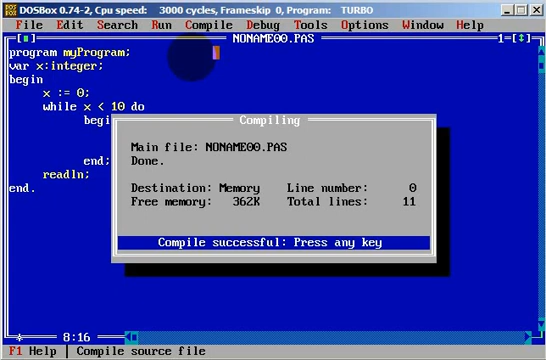 DOSBox 0.74-2, Cpu speed: 3000 cycles, Frameskip 0, Program: TURBO
File Edit Search Run Compile Debug Tools Options Window Help
NONAME00.PAS 1=[↕]
program myProgram;
var x:integer;
begin
x := 0;
while x < 10 do
begi
end;
readln;
end.
Compiling
Main file: NONAME00.PAS
Done.
Destination: Memory Line number: 0
Free memory: 362K Total lines: 11
Compile successful: Press any key
8:16
F1 Help | Compile source file